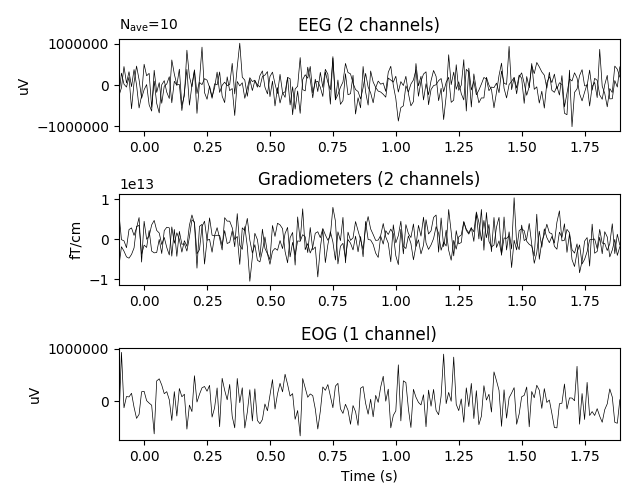 N_ave=10
EEG (2 channels)
1000000
0
−1000000
uV
0.00 0.25 0.50 0.75 1.00 1.25 1.50 1.75
1e13
Gradiometers (2 channels)
1
0
−1
fT/cm
0.00 0.25 0.50 0.75 1.00 1.25 1.50 1.75
EOG (1 channel)
1000000
0
uV
0.00 0.25 0.50 0.75 1.00 1.25 1.50 1.75
Time (s)